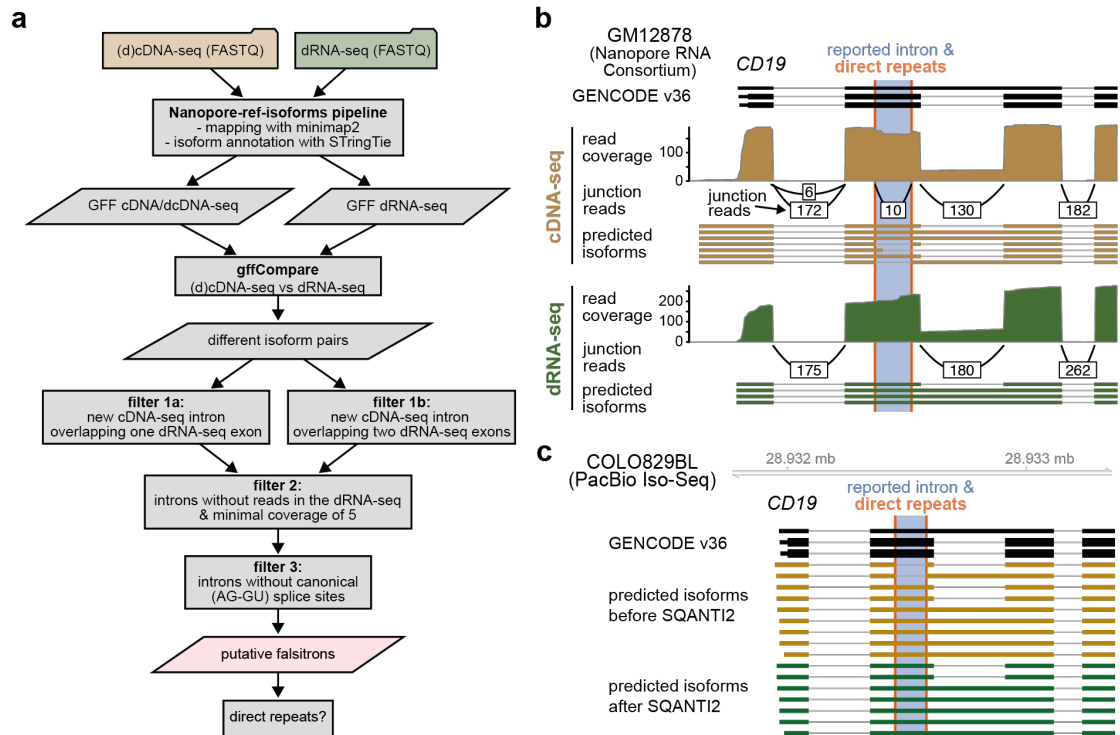 a
(d)cDNA-seq (FASTQ)
dRNA-seq (FASTQ)
Nanopore-ref-isoforms pipeline
- mapping with minimap2
- isoform annotation with STringTie
GFF cDNA/dcDNA-seq
GFF dRNA-seq
gffCompare
(d)cDNA-seq vs dRNA-seq
different isoform pairs
filter 1a:
new cDNA-seq intron
overlapping one dRNA-seq exon
filter 1b:
new cDNA-seq intron
overlapping two dRNA-seq exons
filter 2:
introns without reads in the dRNA-seq
& minimal coverage of 5
filter 3:
introns without canonical
(AG-GU) splice sites
putative falsitrons
direct repeats?
b
GM12878
(Nanopore RNA
Consortium)
CD19
reported intron &
direct repeats
GENCODE v36
cDNA-seq
read
coverage
100
0
junction
reads
junction
reads
6
172
10
130
182
predicted
isoforms
dRNA-seq
read
coverage
200
100
0
junction
reads
175
180
262
predicted
isoforms
c
COLO829BL
(PacBio Iso-Seq)
28.932 mb
28.933 mb
CD19
reported intron &
direct repeats
GENCODE v36
predicted isoforms
before SQANTI2
predicted isoforms
after SQANTI2